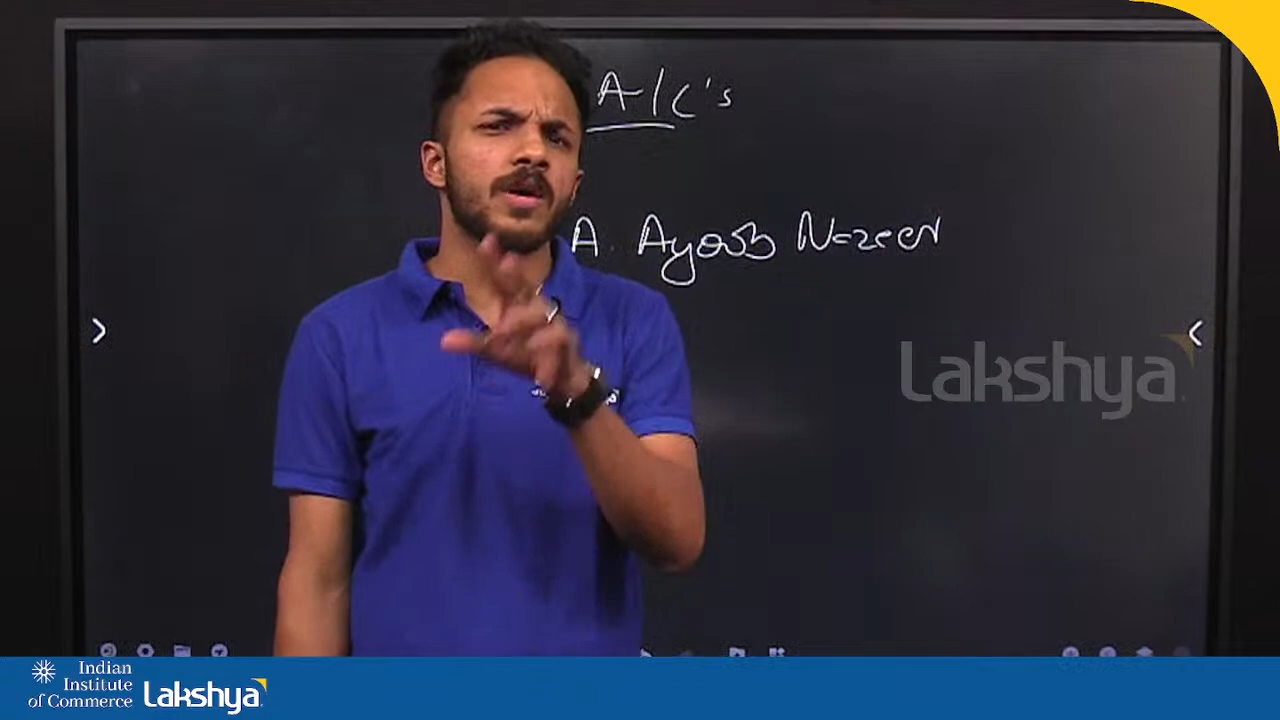 A/C's
A. Ayoob Nazeer
Lakshya
Indian
Institute
of Commerce Lakshya